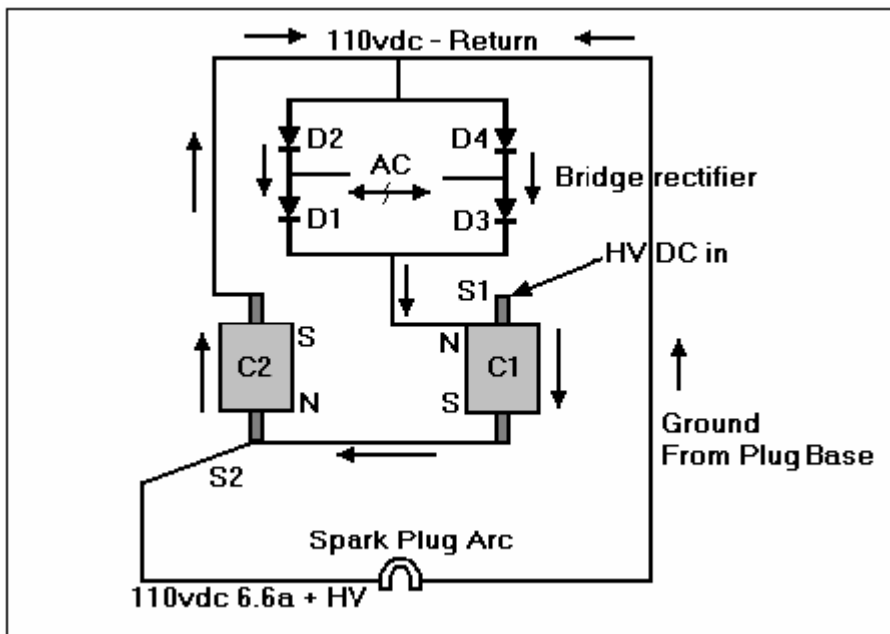 110vdc - Return
D2
D4
AC
Bridge rectifier
D1
D3
HV DC in
S1
S
N
C2
C1
N
S
Ground
From Plug Base
S2
Spark Plug Arc
110vdc 6.6a + HV